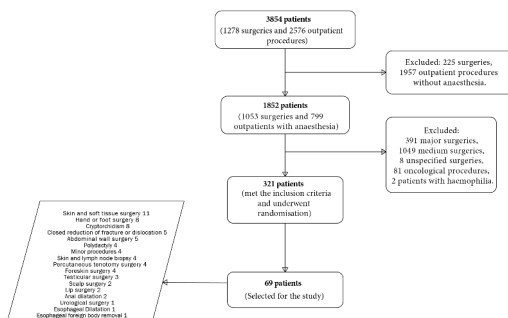 3854 patients
(1278 surgeries and 2576 outpatient
procedures)
Excluded: 225 surgeries,
1957 outpatient procedures
without anaesthesia.
1852 patients
(1053 surgeries and 799
outpatients with anaesthesia)
Excluded:
391 major surgeries,
1049 medium surgeries,
8 unspecified surgeries,
81 oncological procedures,
2 patients with haemophilia.
321 patients
(met the inclusion criteria
and underwent
randomisation)
69 patients
(Selected for the study)
Skin and soft tissue surgery 11
Hand or foot surgery 8
Cryptorchidism 8
Closed reduction of fracture or dislocation 5
Abdominal wall surgery 5
Polydactyly 4
Minor procedures 4
Skin and lymph node biopsy 4
Percutaneous tenotomy surgery 4
Foreskin surgery 4
Testicular surgery 3
Scalp surgery 2
Lip surgery 2
Anal dilatation 2
Urological surgery 1
Esophageal Dilatation 1
Esophageal foreign body removal 1